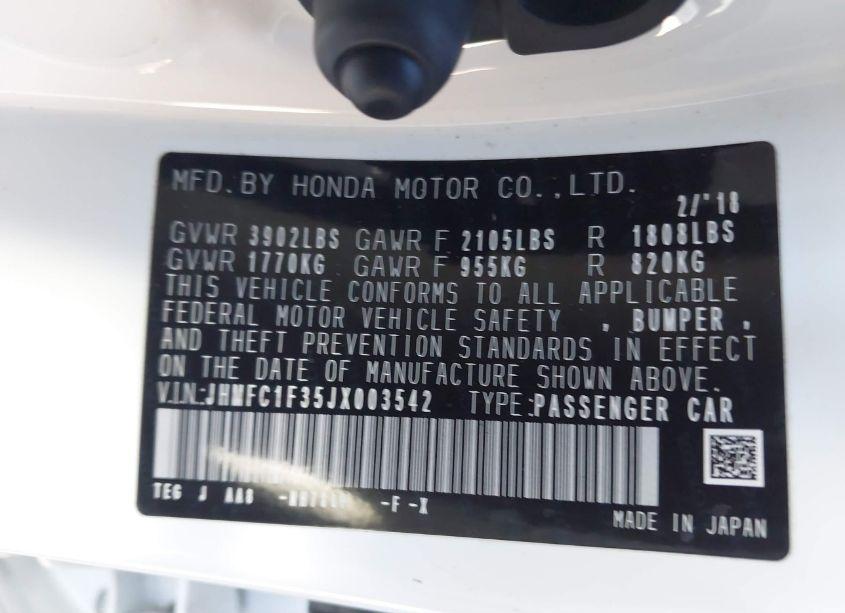 MFD. BY HONDA MOTOR CO., LTD.
2/'18
GVWR 3902LBS GAWR F 2105LBS R 1808LBS
GVWR 1770KG GAWR F 955KG R 820KG
THIS VEHICLE CONFORMS TO ALL APPLICABLE
FEDERAL MOTOR VEHICLE SAFETY , BUMPER ,
AND THEFT PREVENTION STANDARDS IN EFFECT
ON THE DATE OF MANUFACTURE SHOWN ABOVE.
V.I.N.:JHMFC1F35JX003542 TYPE:PASSENGER CAR
TEG J AA8 -F -X
MADE IN JAPAN